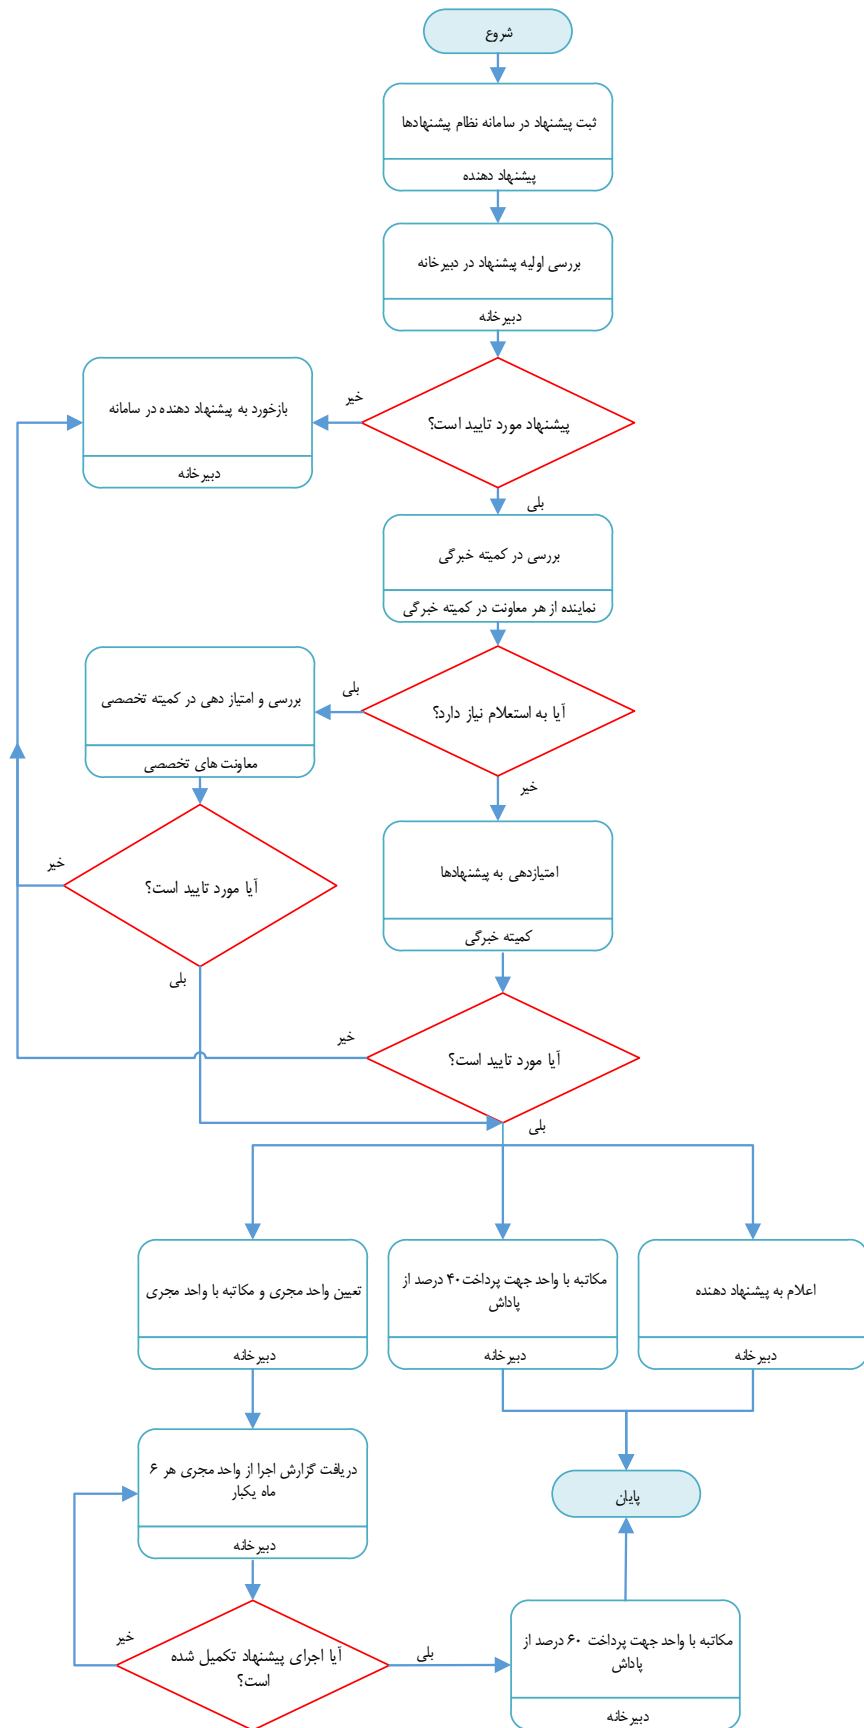 شروع
ثبت پیشنهاد در سامانه نظام پیشنهادها
پیشنهاد دهنده
بررسی اولیه پیشنهاد در دبیرخانه
دبیرخانه
پیشنهاد مورد تایید است؟
خیر
بازخورد به پیشنهاد دهنده در سامانه
دبیرخانه
بلی
بررسی در کمیته خبرگی
نماینده از هر معاونت در کمیته خبرگی
آیا به استعلام نیاز دارد؟
بلی
بررسی و امتیاز دهی در کمیته تخصصی
معاونت های تخصصی
خیر
امتیازدهی به پیشنهادها
کمیته خبرگی
آیا مورد تایید است؟
خیر
بلی
آیا مورد تایید است؟
خیر
بلی
اعلام به پیشنهاد دهنده
دبیرخانه
مکاتبه با واحد جهت پرداخت۴۰ درصد از
پاداش
دبیرخانه
تعیین واحد مجری و مکاتبه با واحد مجری
دبیرخانه
دریافت گزارش اجرا از واحد مجری هر ۶
ماه یکبار
دبیرخانه
پایان
آیا اجرای پیشنهاد تکمیل شده
است؟
خیر
بلی
مکاتبه با واحد جهت پرداخت ۶۰ درصد از
پاداش
دبیرخانه